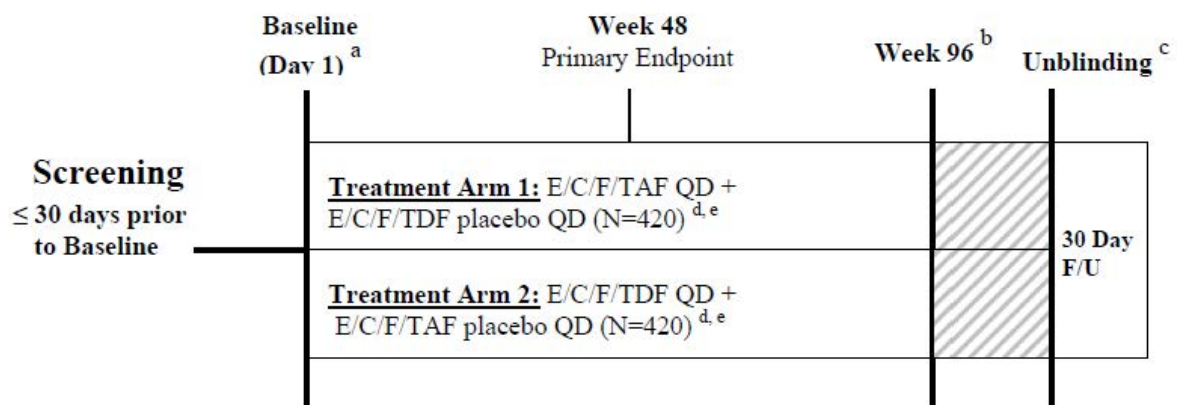 Baseline
(Day 1) a
Week 48
Primary Endpoint
Week 96 b
Unblinding c
Screening
≤ 30 days prior
to Baseline
Treatment Arm 1: E/C/F/TAF QD +
E/C/F/TDF placebo QD (N=420) d, e
30 Day
F/U
Treatment Arm 2: E/C/F/TDF QD +
E/C/F/TAF placebo QD (N=420) d, e